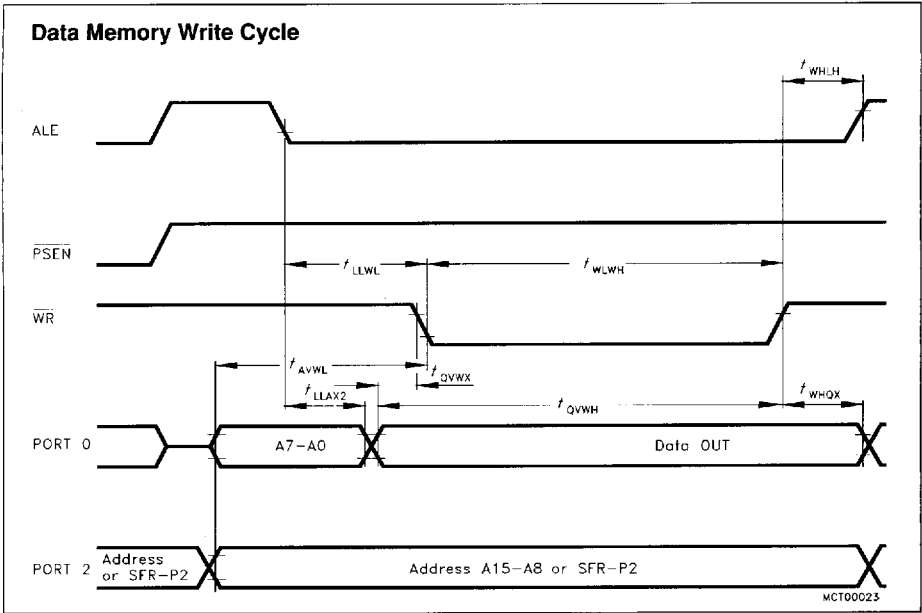 Data Memory Write Cycle
t WHLH
ALE
PSEN
t LLWL
t WLWH
WR
t AVWL
t QVWX
t LLAX2
t QVWH
t WHQX
PORT 0
A7-A0
Data OUT
PORT 2
Address
or SFR-P2
Address A15-A8 or SFR-P2
MCT00023